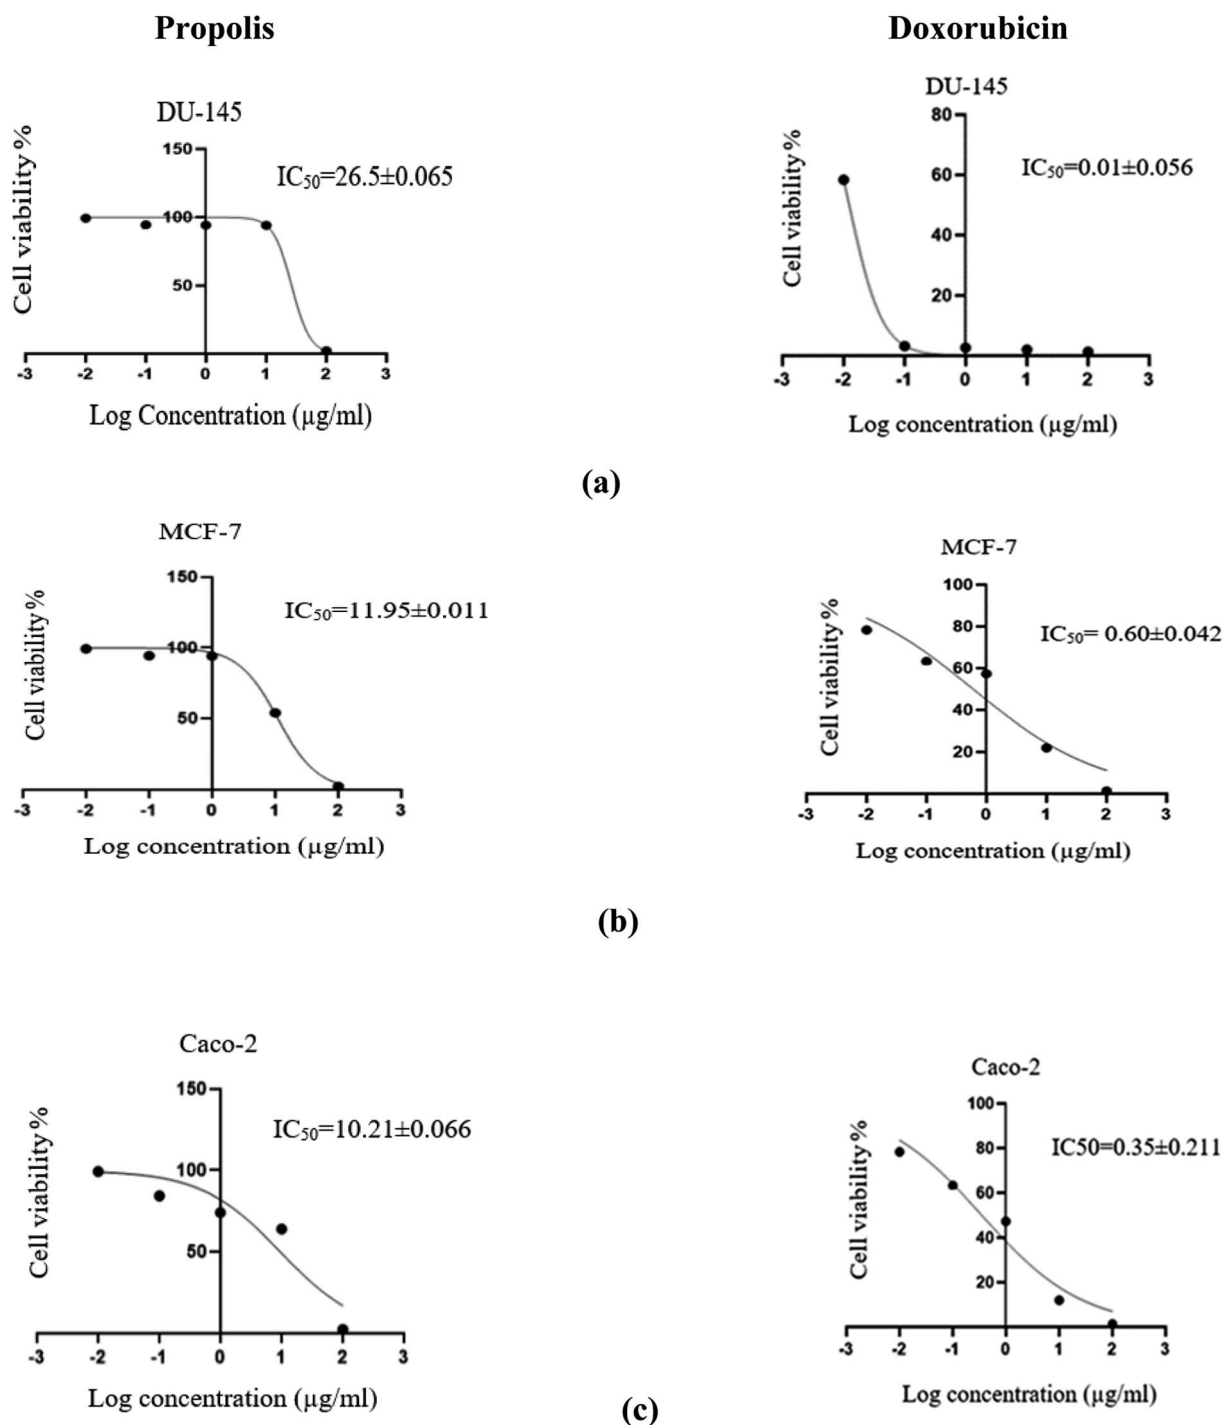 Propolis
Doxorubicin
DU-145
150
100
50
-3 -2 -1 0 1 2 3
Cell viability%
IC₅₀=26.5±0.065
Log Concentration (µg/ml)
DU-145
80
60
40
20
-3 -2 -1 0 1 2 3
Cell viability%
IC₅₀=0.01±0.056
Log concentration (µg/ml)
(a)
MCF-7
150
100
50
-3 -2 -1 0 1 2 3
Cell viability%
IC₅₀=11.95±0.011
Log concentration (µg/ml)
MCF-7
100
80
60
40
20
-3 -2 -1 0 1 2 3
Cell viability%
IC₅₀= 0.60±0.042
Log concentration (µg/ml)
(b)
Caco-2
150
100
50
-3 -2 -1 0 1 2 3
Cell viability%
IC₅₀=10.21±0.066
Log concentration (µg/ml)
Caco-2
100
80
60
40
20
-3 -2 -1 0 1 2 3
Cell viability%
IC50=0.35±0.211
Log concentration (µg/ml)
(c)